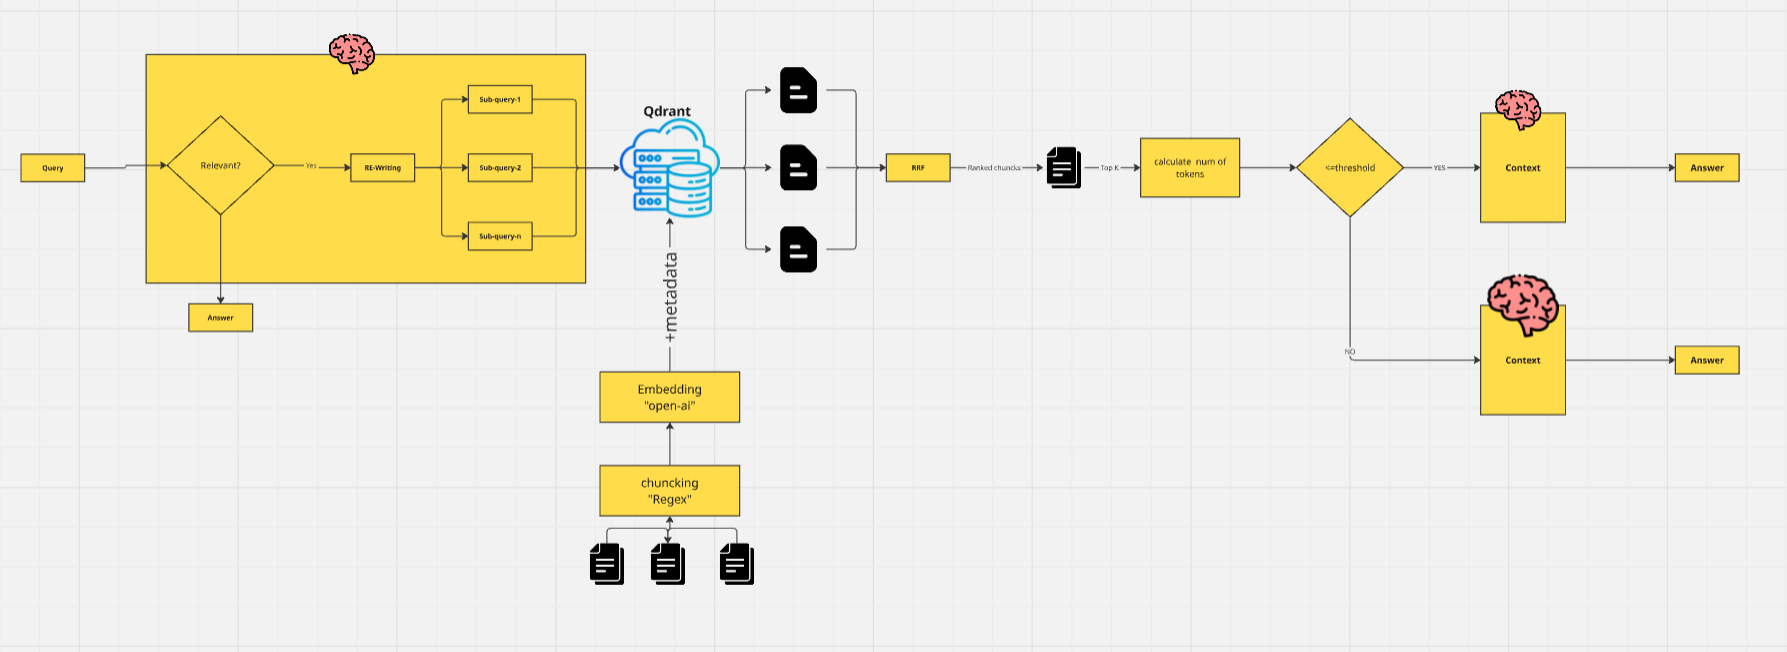 Query
Relevant?
Yes
RE-Writing
Sub-query-1
Sub-query-2
Sub-query-n
Answer
Qdrant
+metadata
Embedding
"open-ai"
chuncking
"Regex"
RRF
Ranked chuncks
Top K
calculate num of
tokens
<=threshold
YES
Context
Answer
NO
Context
Answer